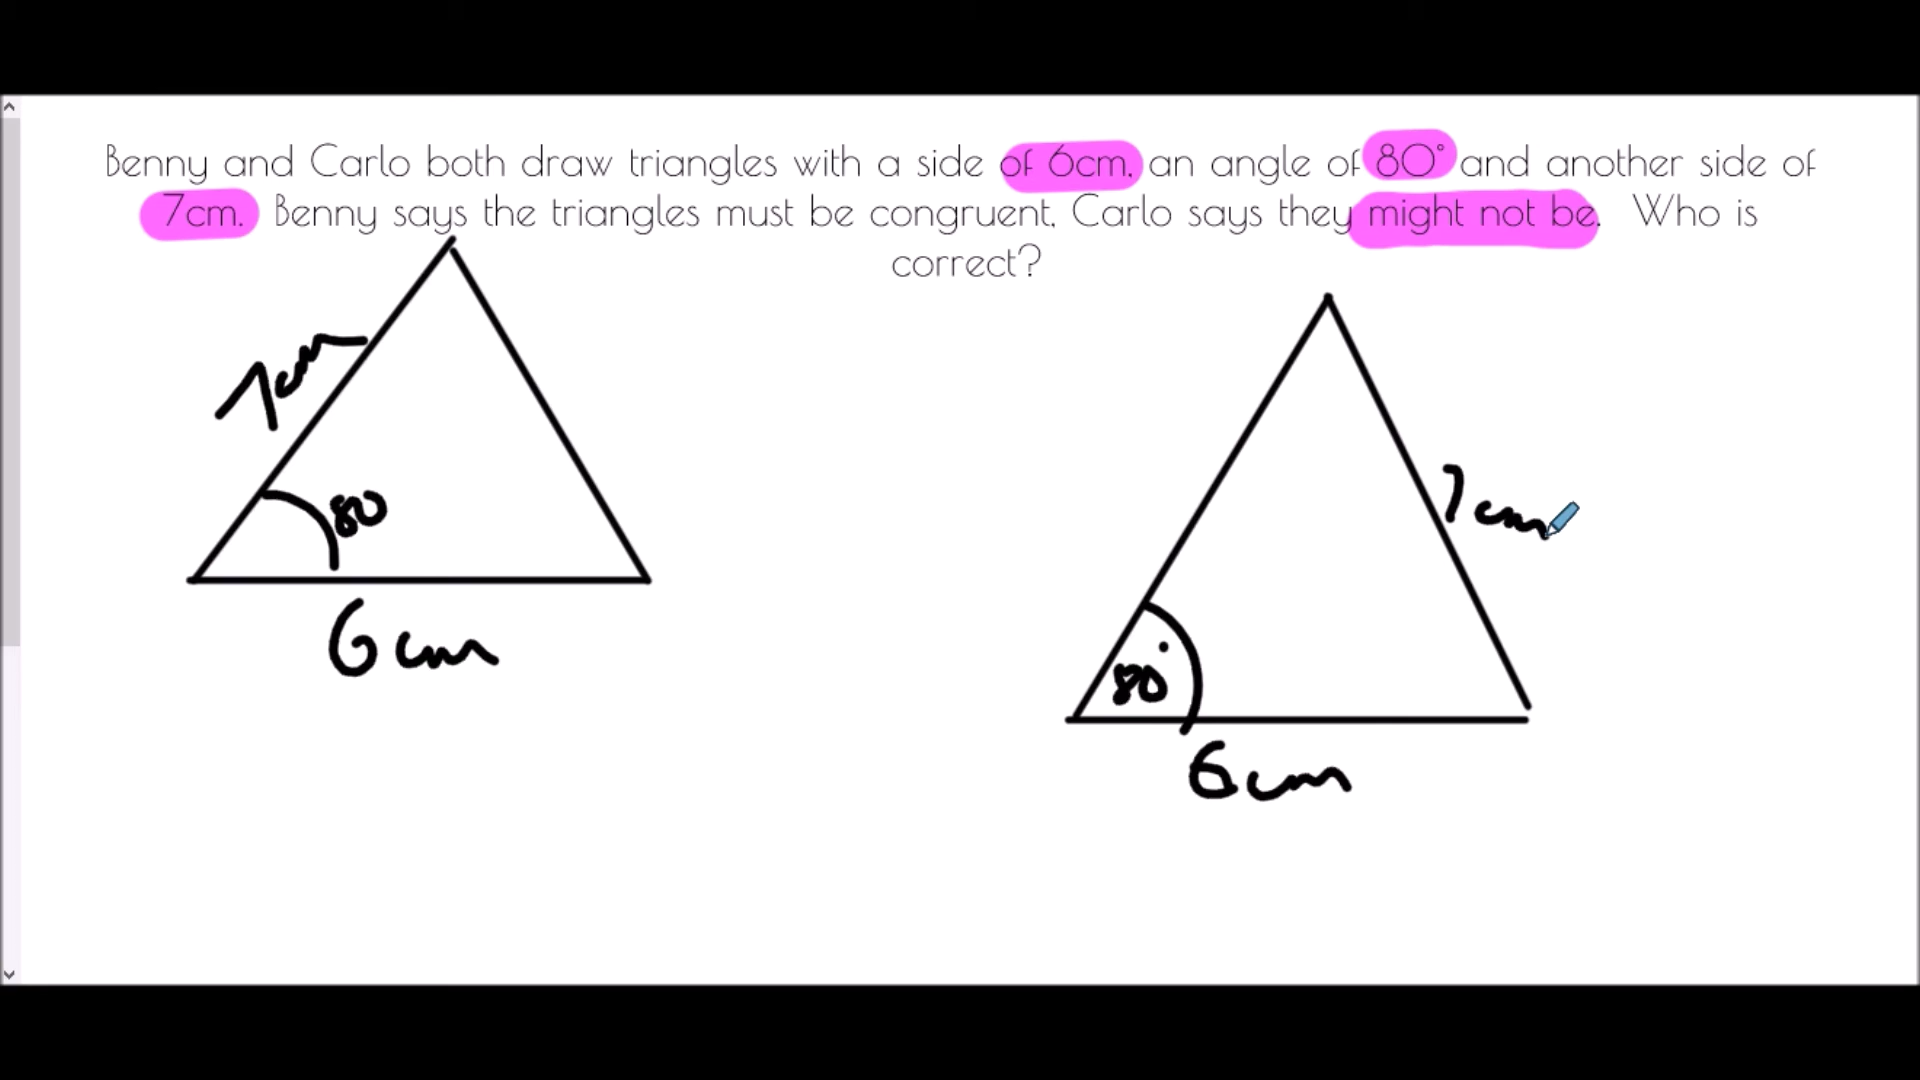 Benny and Carlo both draw triangles with a side of 6cm, an angle of 80° and another side of
7cm. Benny says the triangles must be congruent, Carlo says they might not be. Who is
correct?
7cm
80
6cm
7cm
80°
6cm